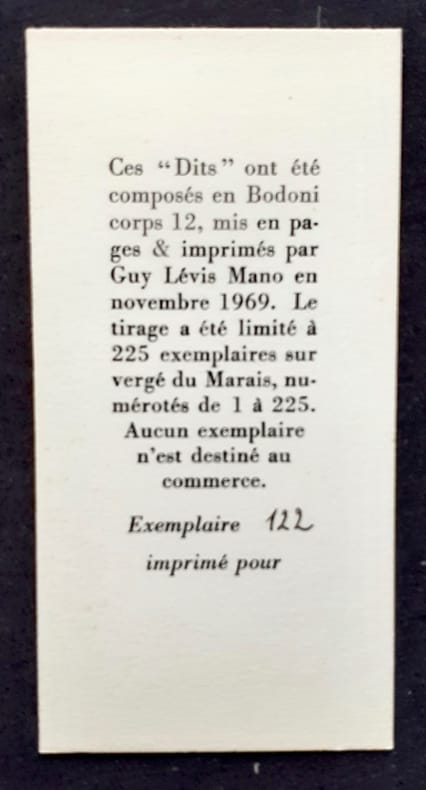 Ces “Dits” ont été
composés en Bodoni
corps 12, mis en pa-
ges & imprimés par
Guy Lévis Mano en
novembre 1969. Le
tirage a été limité à
225 exemplaires sur
vergé du Marais, nu-
mérotés de 1 à 225.
Aucun exemplaire
n'est destiné au
commerce.
Exemplaire 122
imprimé pour